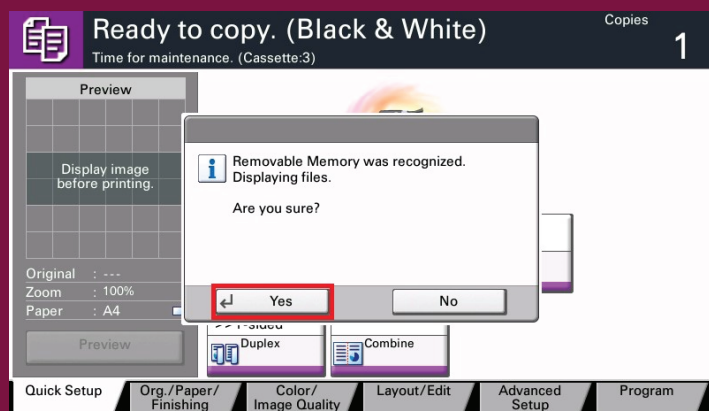 Ready to copy. (Black & White)
Copies
1
Time for maintenance. (Cassette:3)
Preview
Display image
before printing.
Original : ---
Zoom : 100%
Paper : A4
Preview
Removable Memory was recognized.
Displaying files.
Are you sure?
Yes
No
>>1-sided
Duplex
Combine
Quick Setup
Org./Paper/
Finishing
Color/
Image Quality
Layout/Edit
Advanced
Setup
Program